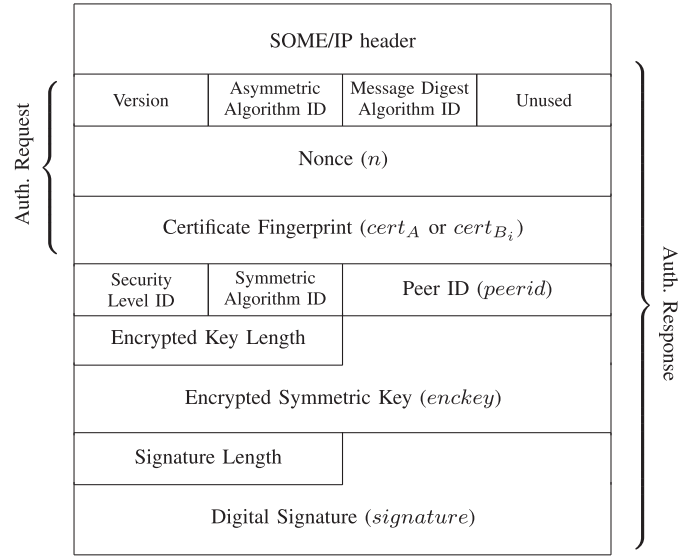 SOME/IP header
Version
Asymmetric
Algorithm ID
Message Digest
Algorithm ID
Unused
Nonce (n)
Certificate Fingerprint (cert_A or cert_{B_i})
Auth. Request
Security
Level ID
Symmetric
Algorithm ID
Peer ID (peerid)
Encrypted Key Length
Encrypted Symmetric Key (enckey)
Signature Length
Digital Signature (signature)
Auth. Response